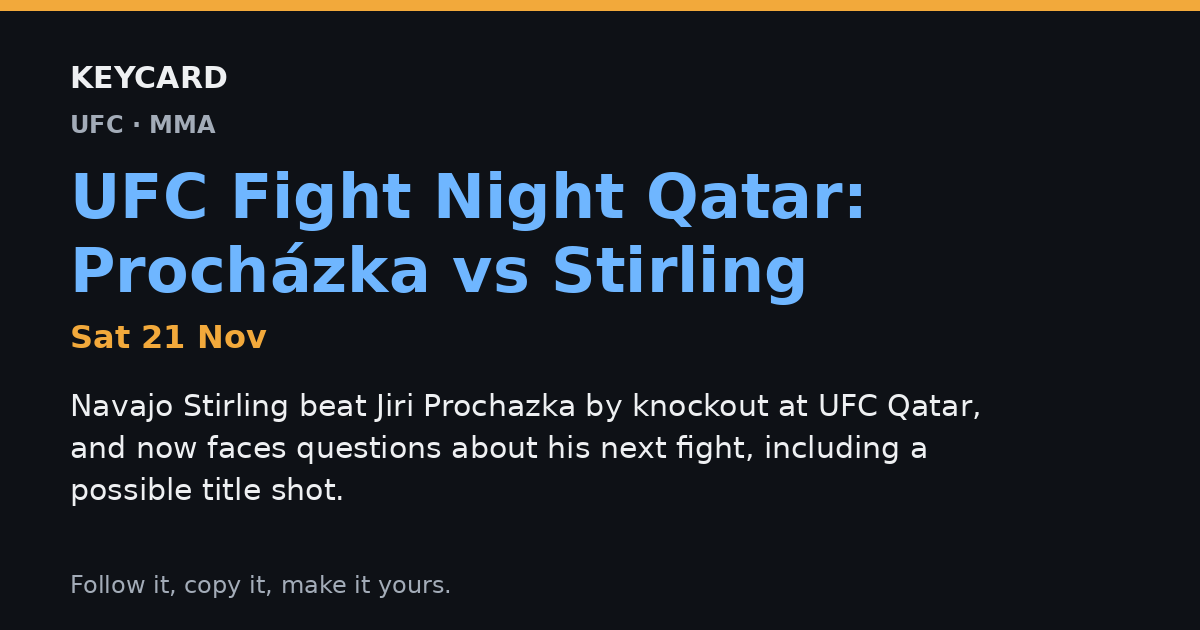 KEYCARD
UFC · MMA
UFC Fight Night Qatar:
Procházka vs Stirling
Sat 21 Nov
Navajo Stirling beat Jiri Prochazka by knockout at UFC Qatar,
and now faces questions about his next fight, including a
possible title shot.
Follow it, copy it, make it yours.